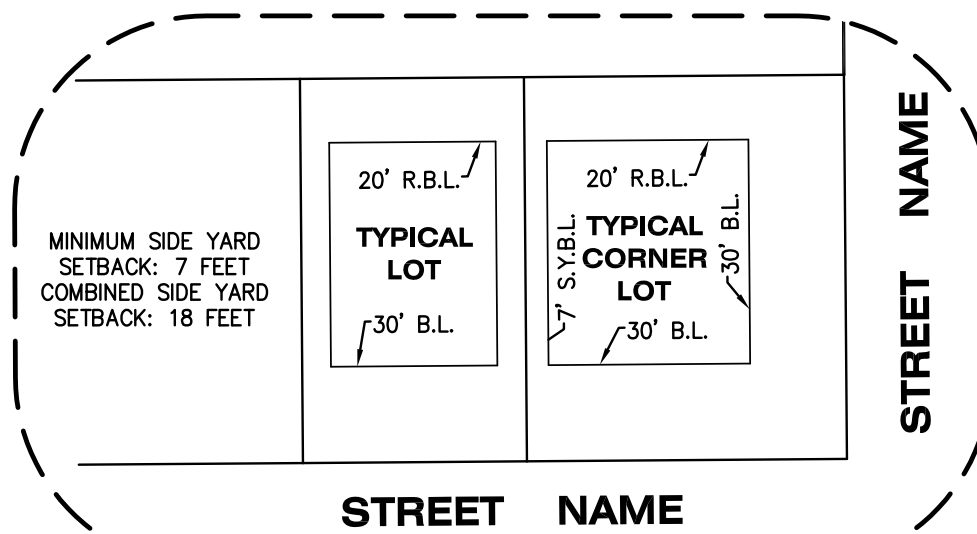 MINIMUM SIDE YARD
SETBACK: 7 FEET
COMBINED SIDE YARD
SETBACK: 18 FEET
20' R.B.L.
TYPICAL
LOT
30' B.L.
20' R.B.L.
7' S.Y.B.L.
TYPICAL
CORNER
LOT
30' B.L.
30' B.L.
STREET NAME
STREET NAME